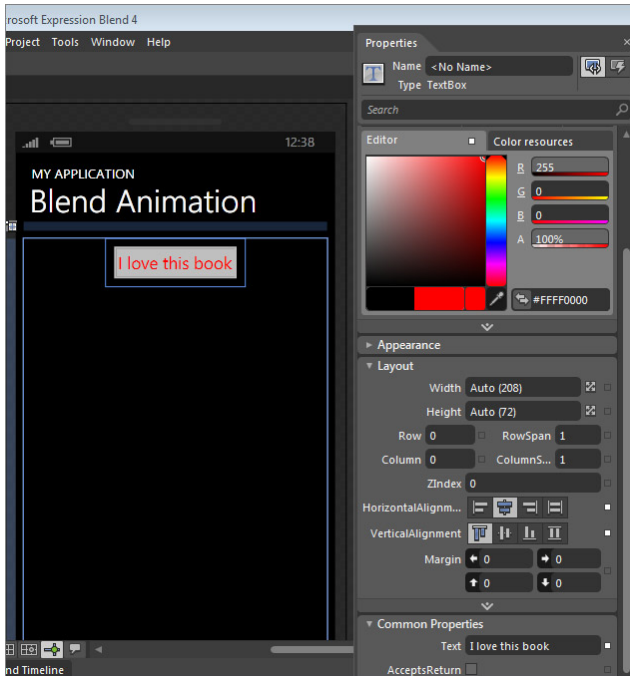 crosoft Expression Blend 4
Project Tools Window Help
12:38
MY APPLICATION
Blend Animation
I love this book
nd Timeline
Properties
Name <No Name>
Type TextBox
Search
Editor Color resources
R 255
G 0
B 0
A 100%
#FFFF0000
Appearance
Layout
Width Auto (208)
Height Auto (72)
Row 0 RowSpan 1
Column 0 ColumnS... 1
ZIndex 0
HorizontalAlignm...
VerticalAlignment
Margin 0 0
0 0
Common Properties
Text I love this book
AcceptsReturn